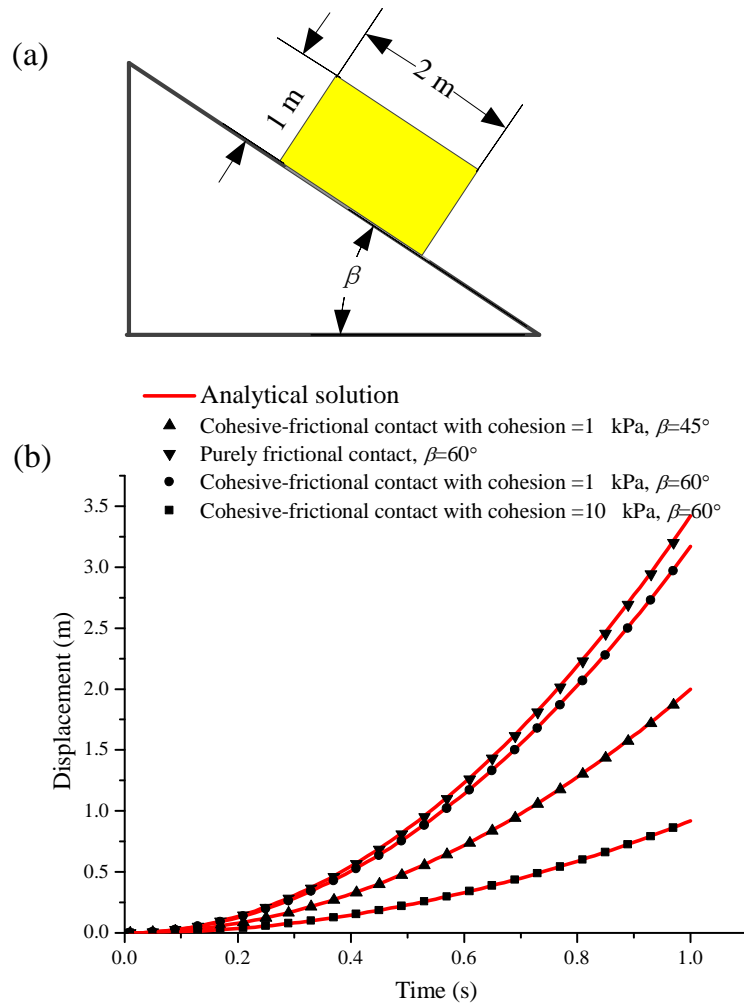 (a)
1 m
2 m
β
Analytical solution
Cohesive-frictional contact with cohesion =1 kPa, β=45°
Purely frictional contact, β=60°
Cohesive-frictional contact with cohesion =1 kPa, β=60°
Cohesive-frictional contact with cohesion =10 kPa, β=60°
(b)
3.5
3.0
2.5
2.0
1.5
1.0
0.5
0.0
Displacement (m)
0.0 0.2 0.4 0.6 0.8 1.0
Time (s)